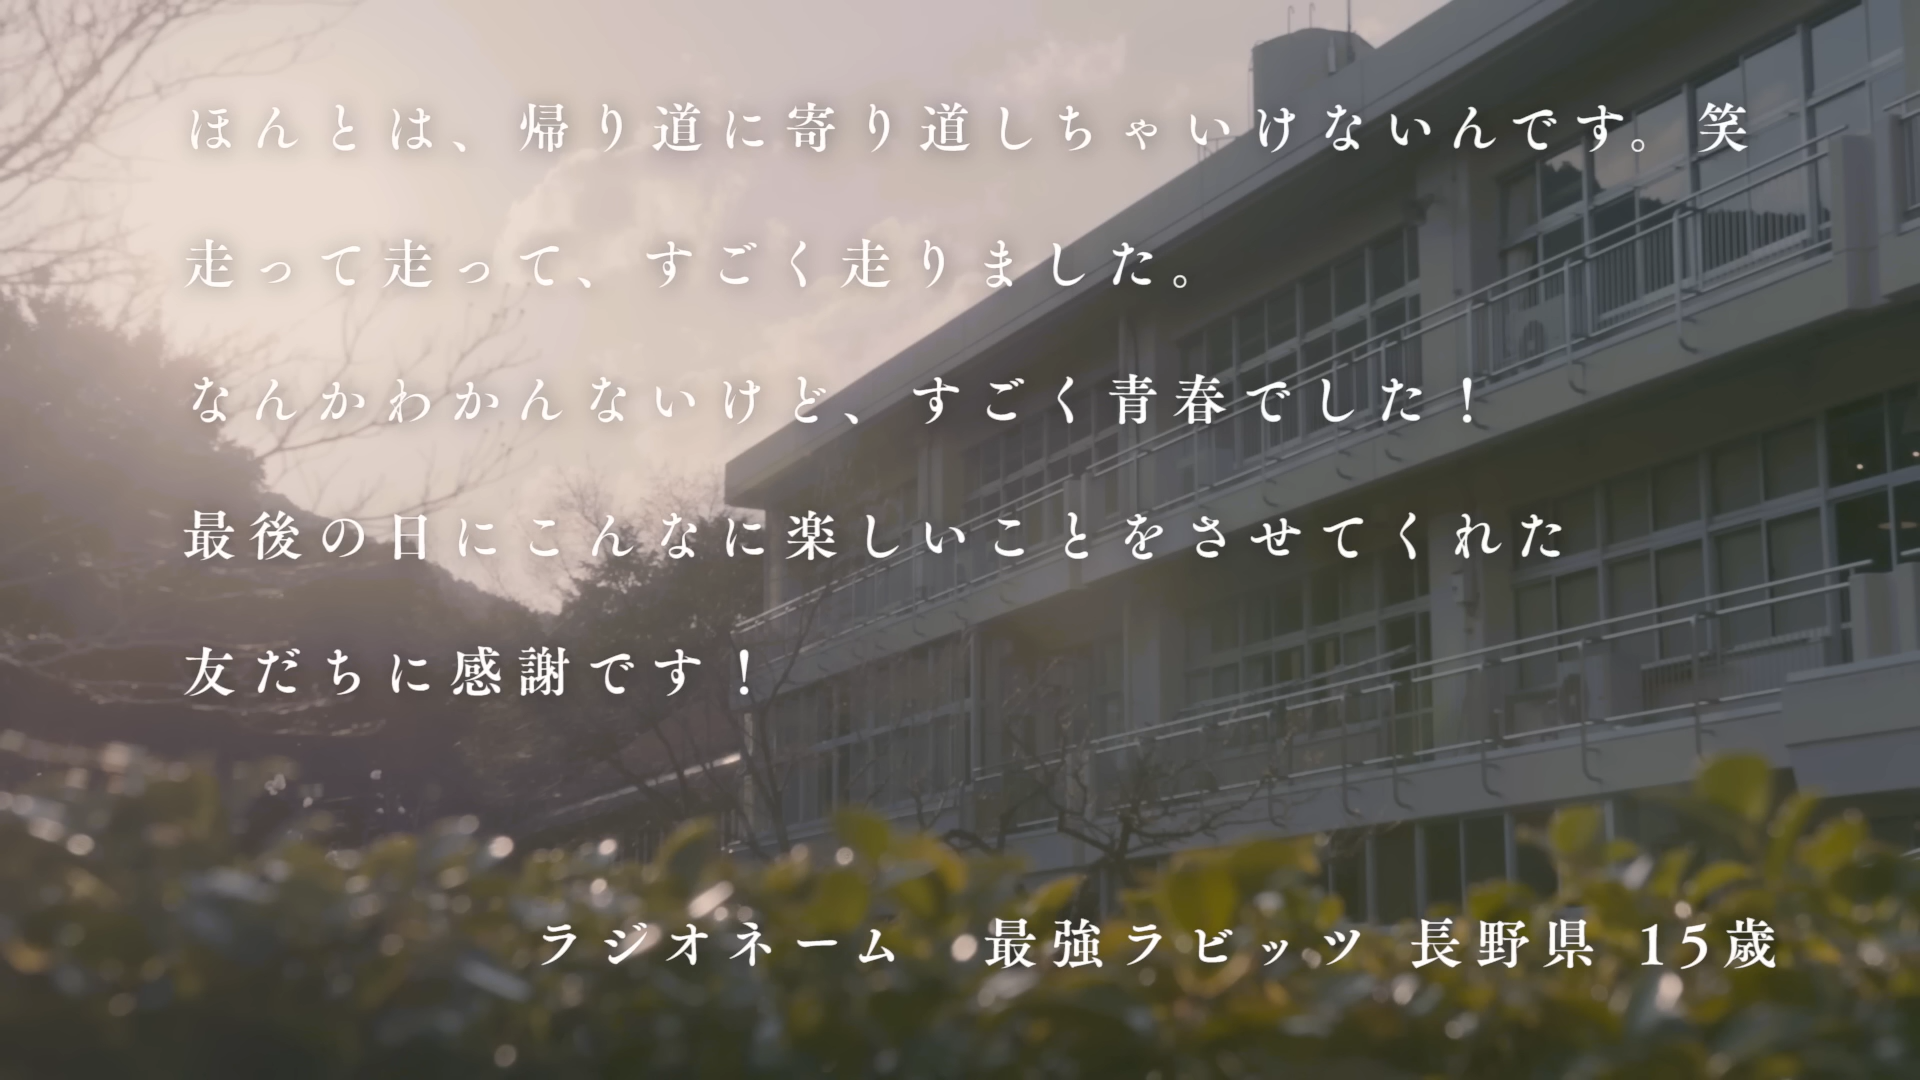 ほんとは、帰り道に寄り道しちゃいけないんです。笑
走って走って、すごく走りました。
なんかわかんないけど、すごく青春でした！
最後の日にこんなに楽しいことをさせてくれた
友だちに感謝です！
ラジオネーム　最強ラビッツ 長野県 15歳